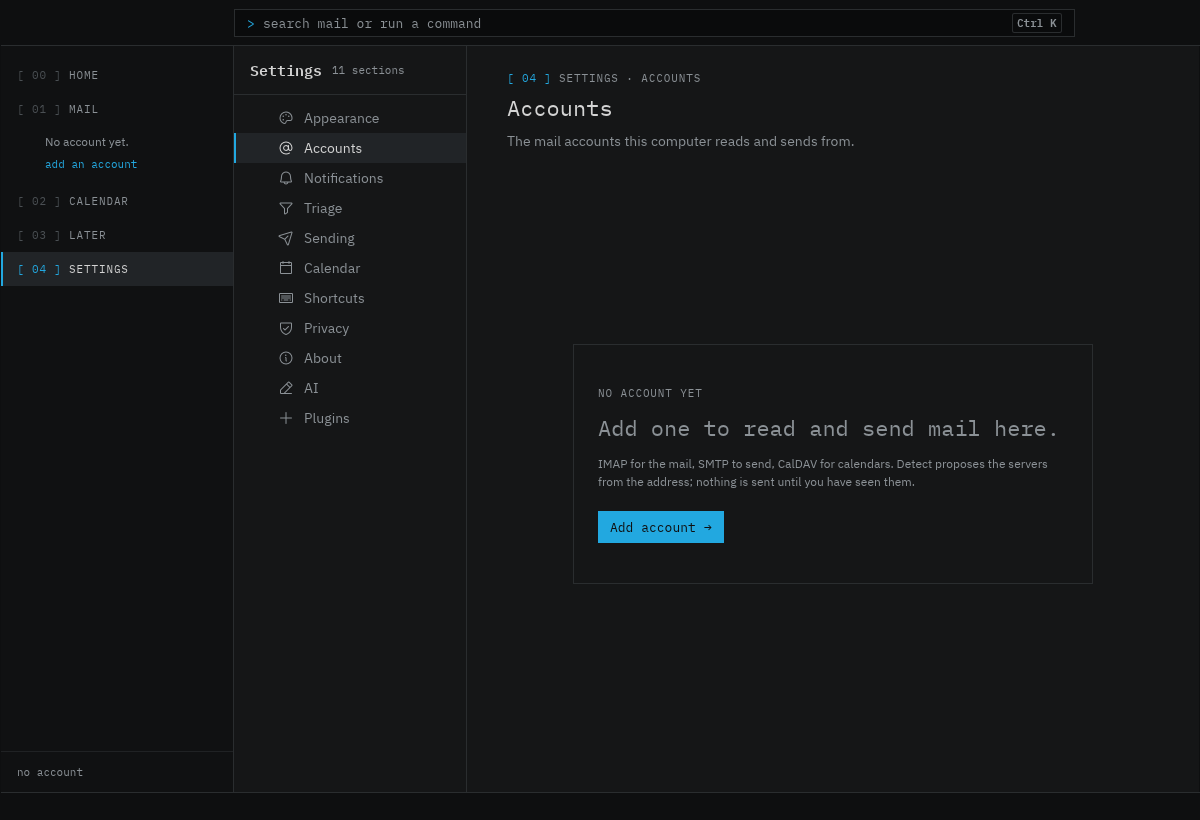 > search mail or run a command
Ctrl K
[ 00 ] HOME
[ 01 ] MAIL
No account yet.
add an account
[ 02 ] CALENDAR
[ 03 ] LATER
[ 04 ] SETTINGS
no account
Settings 11 sections
Appearance
Accounts
Notifications
Triage
Sending
Calendar
Shortcuts
Privacy
About
AI
Plugins
[ 04 ] SETTINGS · ACCOUNTS
Accounts
The mail accounts this computer reads and sends from.
NO ACCOUNT YET
Add one to read and send mail here.
IMAP for the mail, SMTP to send, CalDAV for calendars. Detect proposes the servers
from the address; nothing is sent until you have seen them.
Add account →